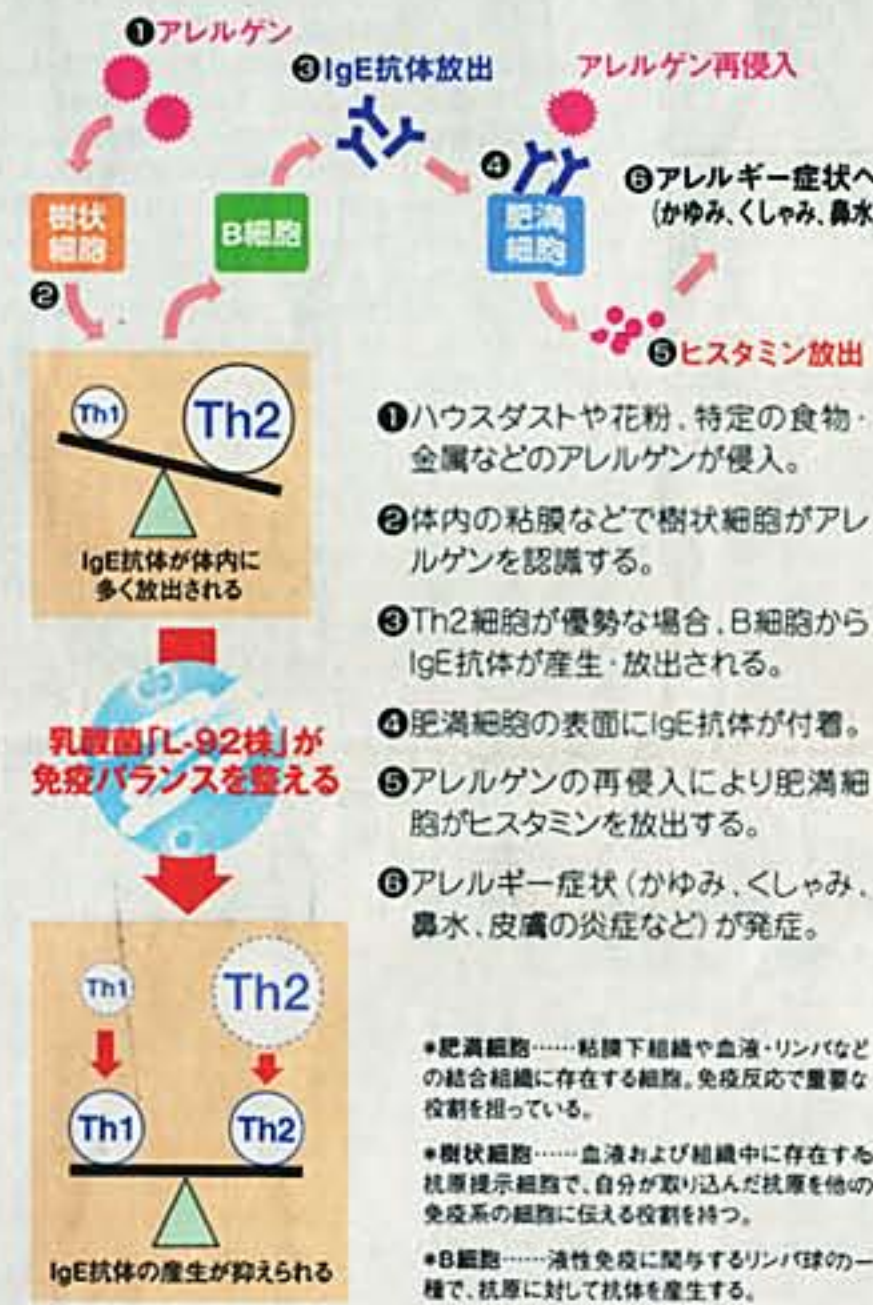 ❶アレルゲン
❸IgE抗体放出
アレルゲン再侵入
❹
❻アレルギー症状へ
(かゆみ、くしゃみ、鼻水
樹状
細胞
B細胞
肥満
細胞
❷
❺ヒスタミン放出
Th1
Th2
IgE抗体が体内に
多く放出される
乳酸菌「L-92株」が
免疫バランスを整える
Th1
Th2
Th1
Th2
IgE抗体の産生が抑えられる
❶ハウスダストや花粉、特定の食物・
金属などのアレルゲンが侵入。
❷体内の粘膜などで樹状細胞がアレ
ルゲンを認識する。
❸Th2細胞が優勢な場合、B細胞から
IgE抗体が産生・放出される。
❹肥満細胞の表面にIgE抗体が付着。
❺アレルゲンの再侵入により肥満細
胞がヒスタミンを放出する。
❻アレルギー症状(かゆみ、くしゃみ、
鼻水、皮膚の炎症など)が発症。
*肥満細胞……粘膜下組織や血液・リンパなど
の結合組織に存在する細胞。免疫反応で重要な
役割を担っている。
*樹状細胞……血液および組織中に存在する
抗原提示細胞で、自分が取り込んだ抗原を他の
免疫系の細胞に伝える役割を持つ。
*B細胞……液性免疫に関与するリンパ球の一
種で、抗原に対して抗体を産生する。